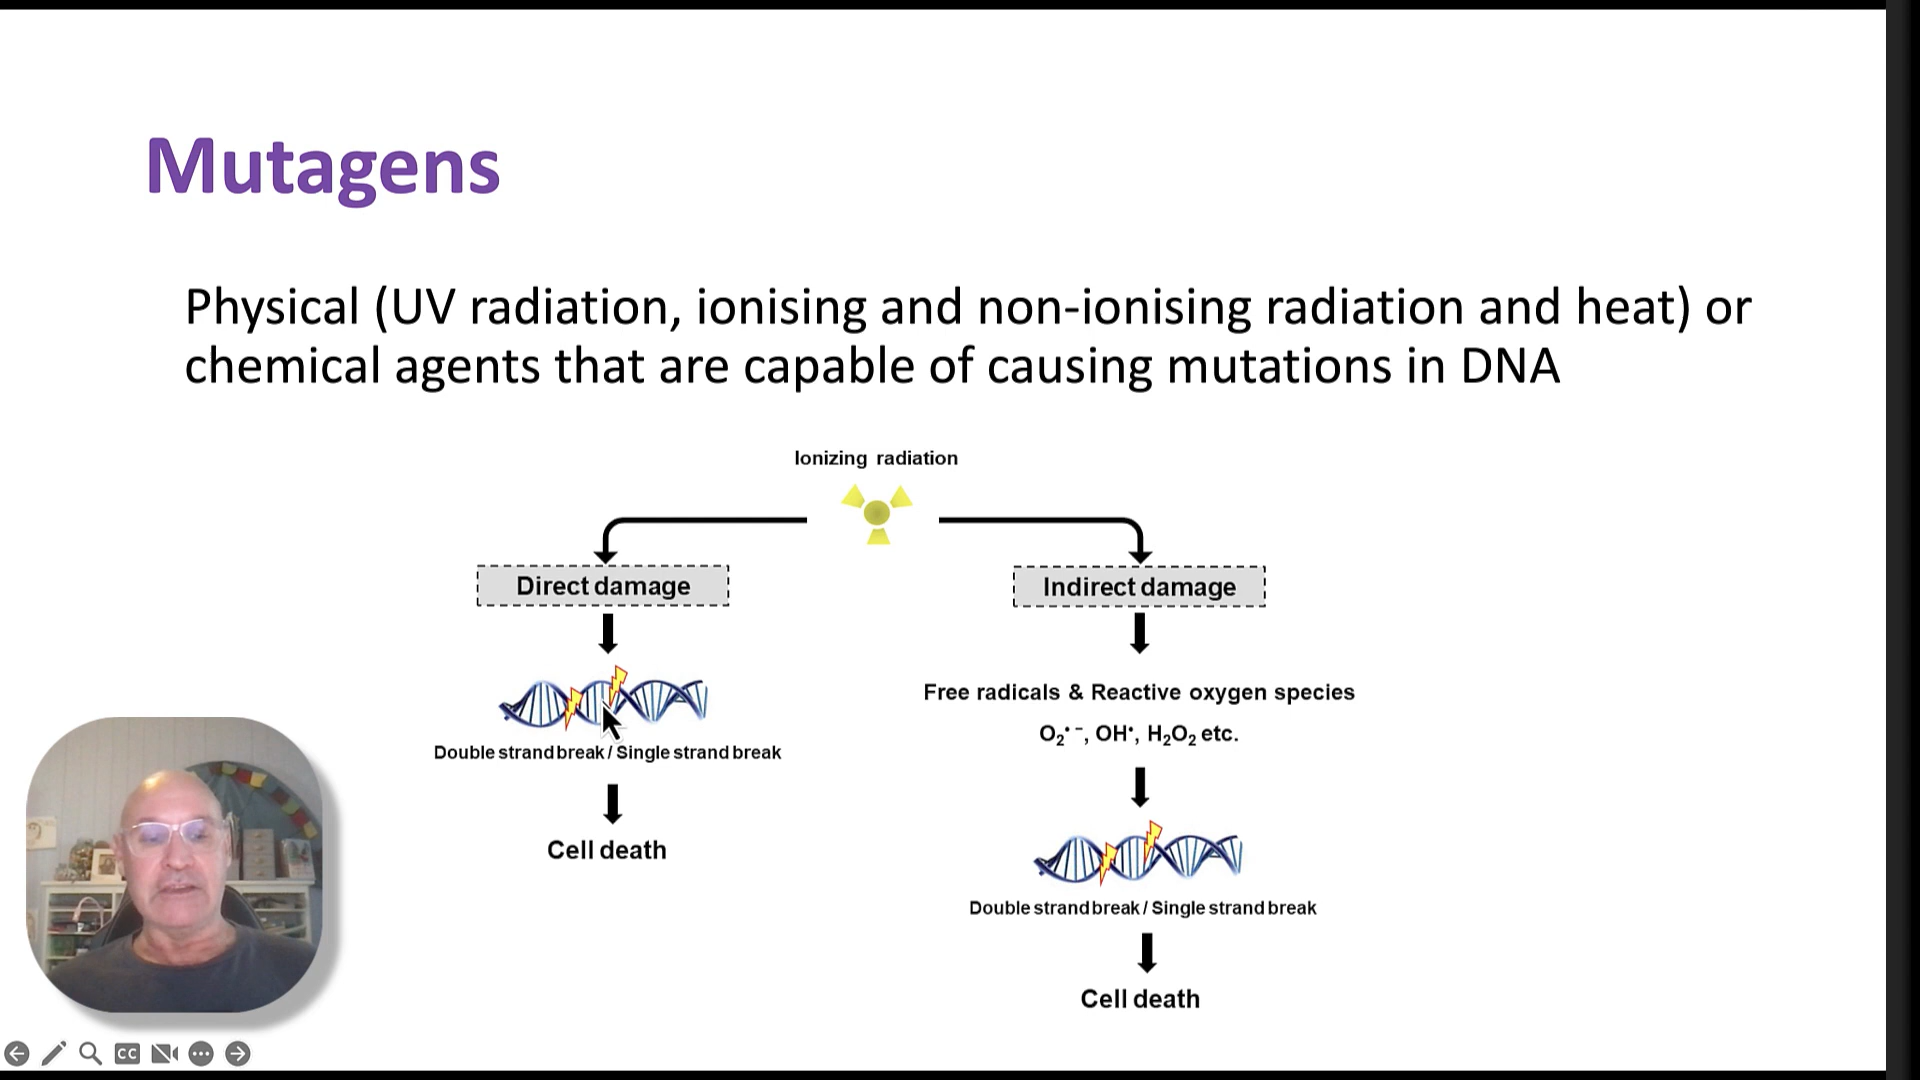 Mutagens
Physical (UV radiation, ionising and non-ionising radiation and heat) or
chemical agents that are capable of causing mutations in DNA
Ionizing radiation
Direct damage
Indirect damage
Double strand break / Single strand break
Cell death
Free radicals & Reactive oxygen species
O₂•⁻, OH•, H₂O₂ etc.
Double strand break / Single strand break
Cell death
CC